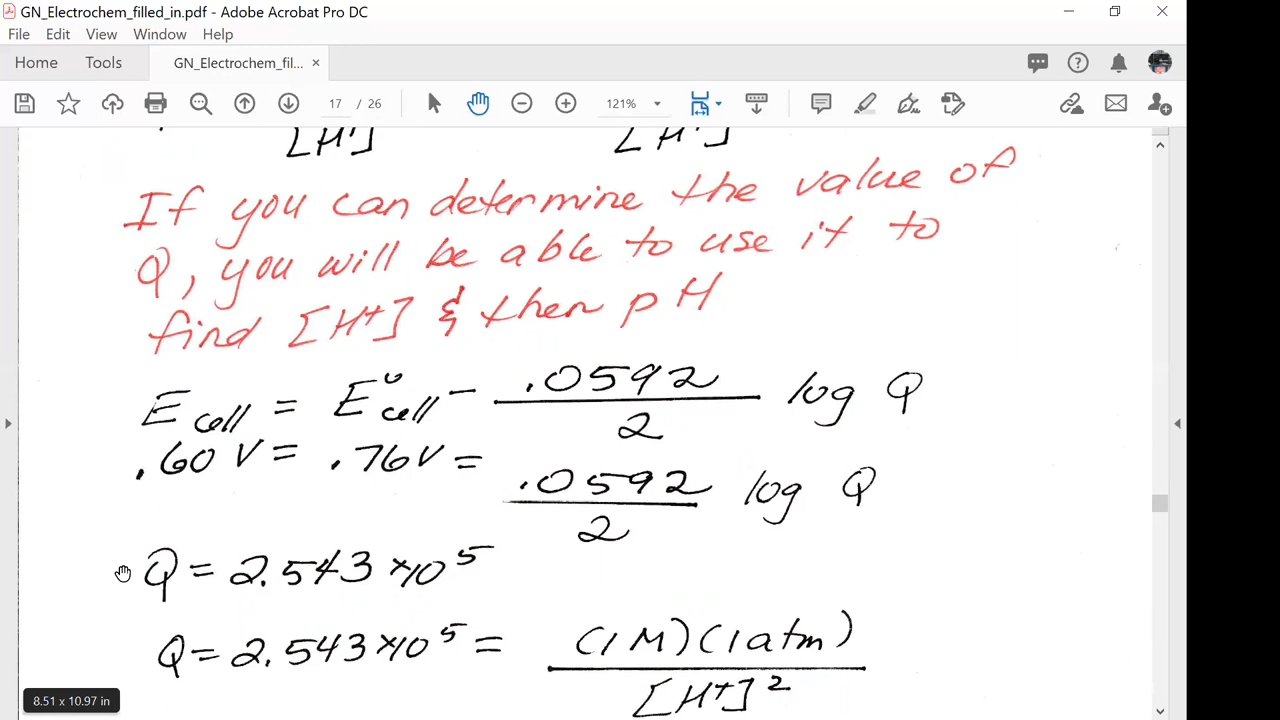 GN_Electrochem_filled_in.pdf - Adobe Acrobat Pro DC
File Edit View Window Help
Home Tools GN_Electrochem_fil... ×
17 / 26 121%
[H+] [H+]
If you can determine the value of
Q, you will be able to use it to
find [H+] & then pH
E cell = E°cell - .0592/2 log Q
.60 V = .76V = .0592/2 log Q
Q = 2.543 ×10⁵
Q = 2.543 ×10⁵ = (1 M)(1 atm)/[H+]²
8.51 x 10.97 in